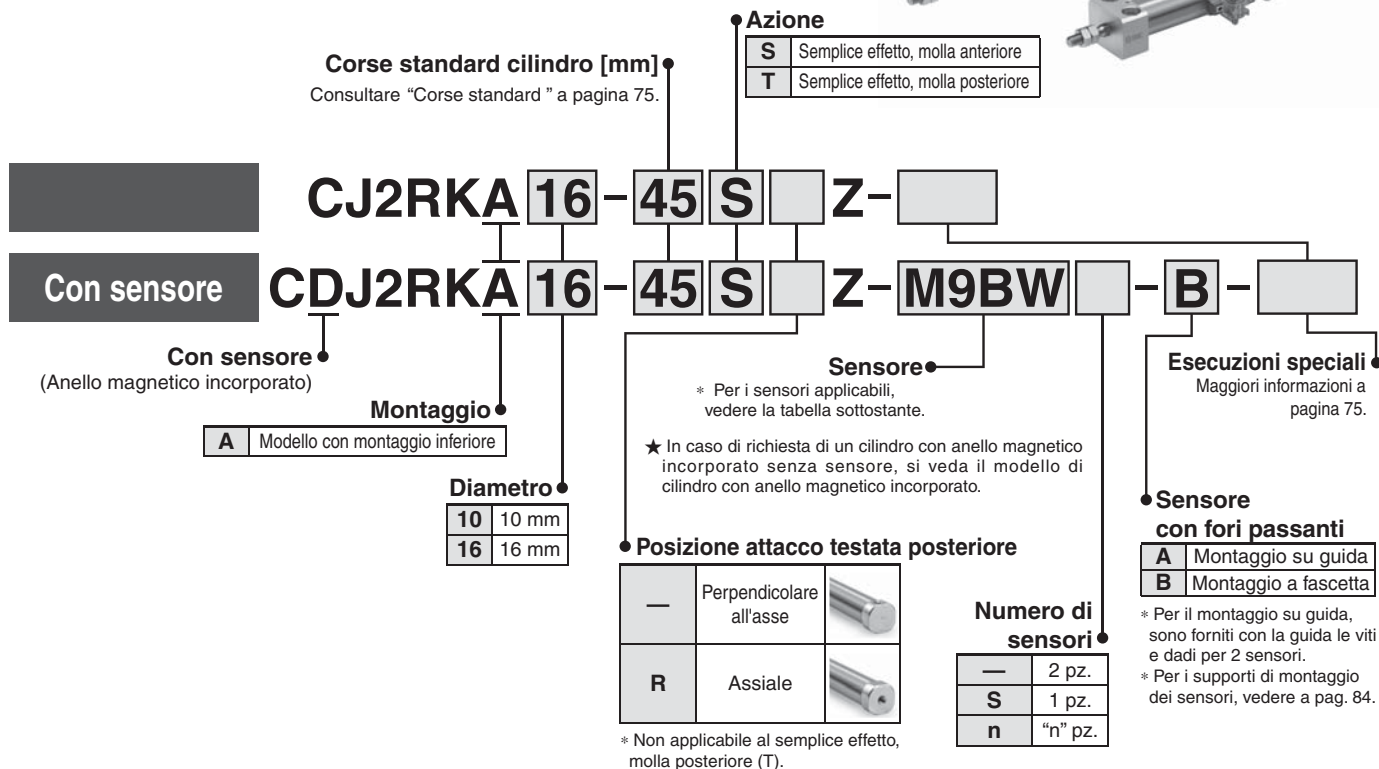 Azione
S Semplice effetto, molla anteriore
T Semplice effetto, molla posteriore
Corse standard cilindro [mm]
Consultare “Corse standard ” a pagina 75.
CJ2RKA 16 - 45 S Z -
Con sensore CDJ2RKA 16 - 45 S Z - M9BW - B -
Con sensore
(Anello magnetico incorporato)
Montaggio
A Modello con montaggio inferiore
Diametro
10 10 mm
16 16 mm
Sensore
* Per i sensori applicabili,
vedere la tabella sottostante.
★ In caso di richiesta di un cilindro con anello magnetico
incorporato senza sensore, si veda il modello di
cilindro con anello magnetico incorporato.
Posizione attacco testata posteriore
— Perpendicolare
all'asse
R Assiale
* Non applicabile al semplice effetto,
molla posteriore (T).
Numero di
sensori
— 2 pz.
S 1 pz.
n “n” pz.
Esecuzioni speciali
Maggiori informazioni a
pagina 75.
Sensore
con fori passanti
A Montaggio su guida
B Montaggio a fascetta
* Per il montaggio su guida,
sono forniti con la guida le viti
e dadi per 2 sensori.
* Per i supporti di montaggio
dei sensori, vedere a pag. 84.